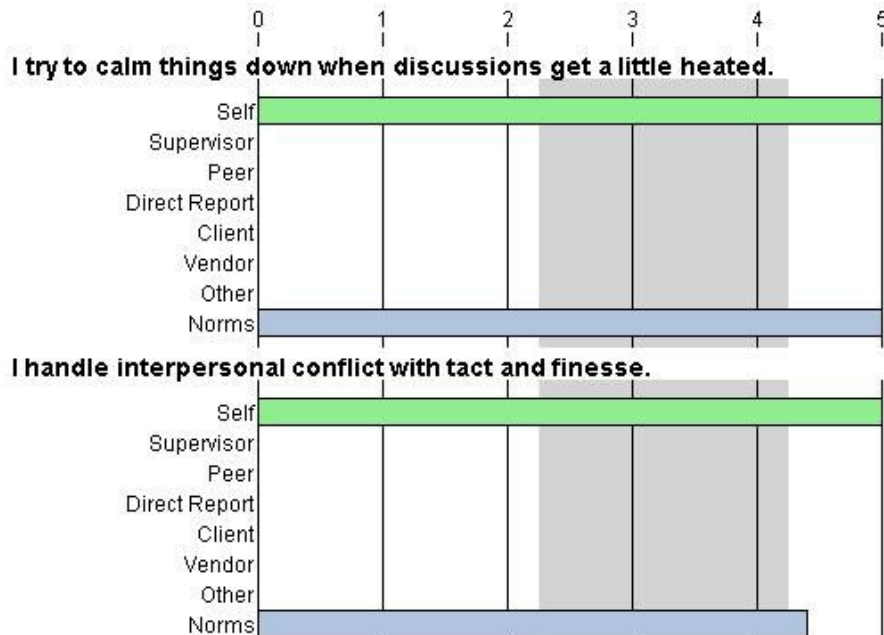 0 1 2 3 4 5
I try to calm things down when discussions get a little heated.
Self
Supervisor
Peer
Direct Report
Client
Vendor
Other
Norms
I handle interpersonal conflict with tact and finesse.
Self
Supervisor
Peer
Direct Report
Client
Vendor
Other
Norms